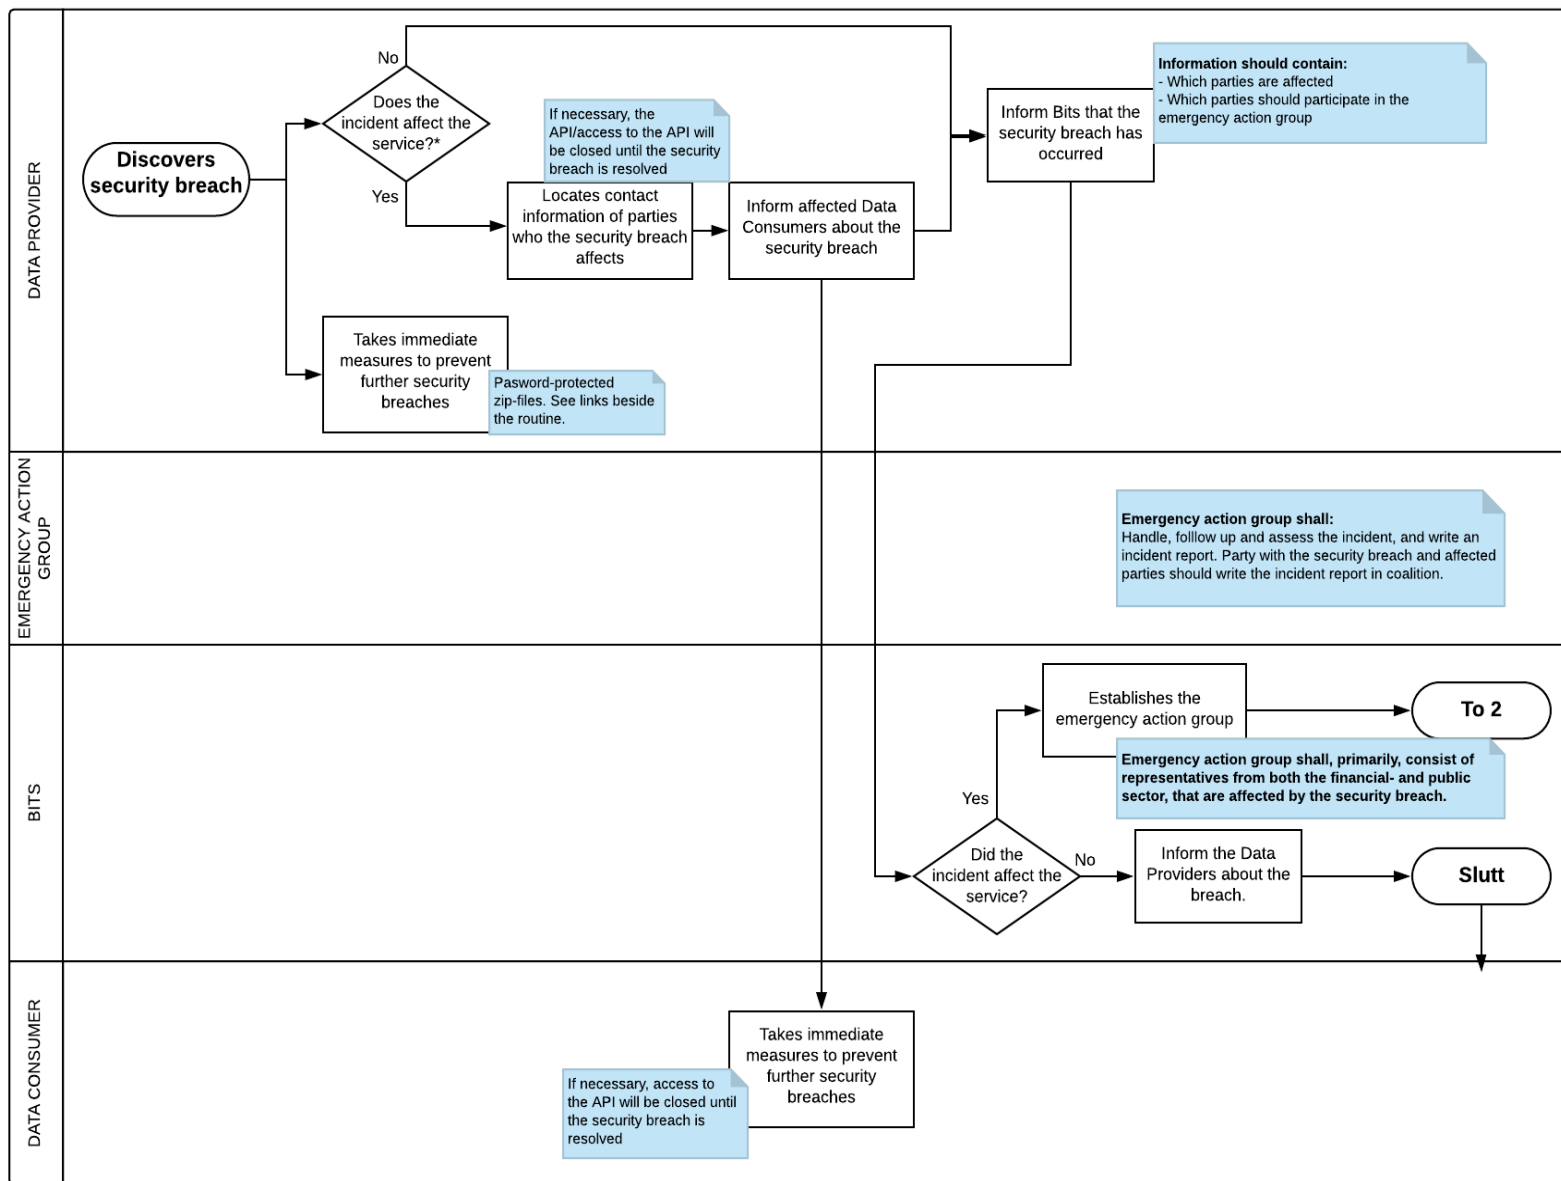 DATA PROVIDER
Discovers
security breach
No
Does the
incident affect the
service?*
Yes
If necessary, the
API/access to the API will
be closed until the security
breach is resolved
Locates contact
information of parties
who the security breach
affects
Inform affected Data
Consumers about the
security breach
Inform Bits that the
security breach has
occurred
Information should contain:
- Which parties are affected
- Which parties should participate in the
emergency action group
Takes immediate
measures to prevent
further security
breaches
Pasword-protected
zip-files. See links beside
the routine.
EMERGENCY ACTION
GROUP
Emergency action group shall:
Handle, folllow up and assess the incident, and write an
incident report. Party with the security breach and affected
parties should write the incident report in coalition.
BITS
Establishes the
emergency action group
To 2
Emergency action group shall, primarily, consist of
representatives from both the financial- and public
sector, that are affected by the security breach.
Yes
Did the
incident affect the
service?
No
Inform the Data
Providers about the
breach.
Slutt
DATA CONSUMER
Takes immediate
measures to prevent
further security
breaches
If necessary, access to
the API will be closed until
the security breach is
resolved